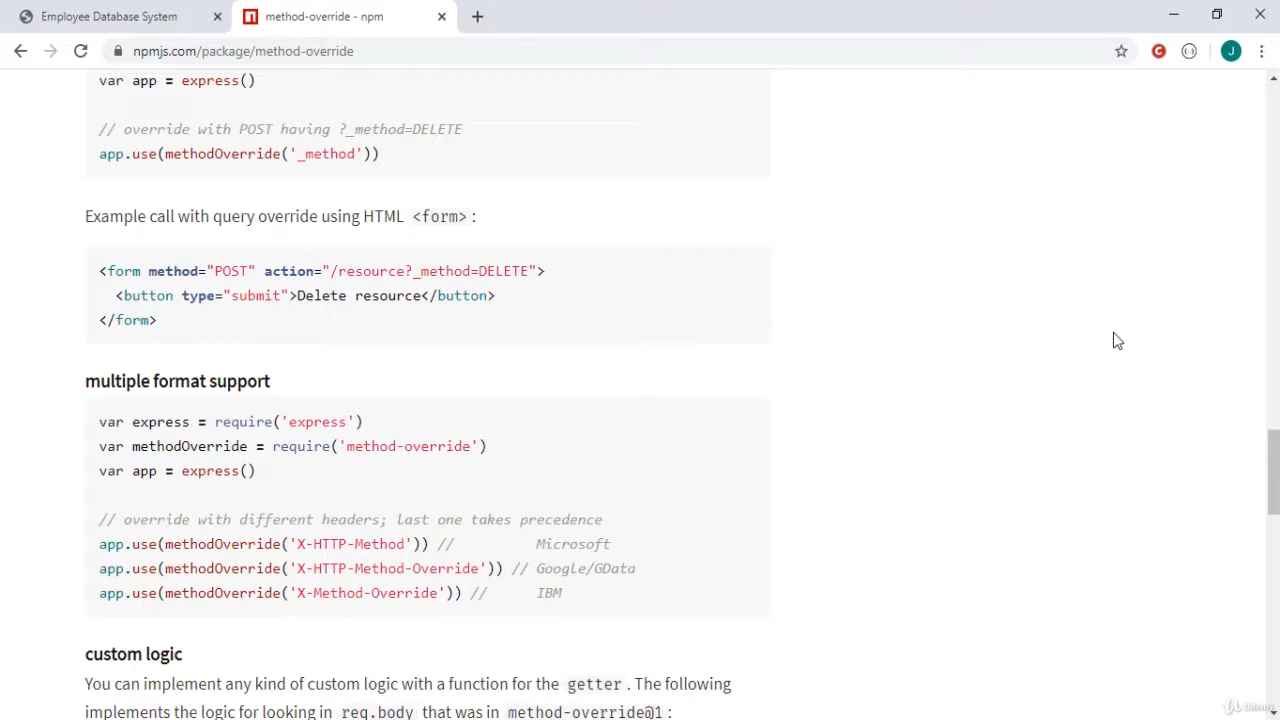 Employee Database System
method-override - npm
npmjs.com/package/method-override
J
var app = express()
// override with POST having ?_method=DELETE
app.use(methodOverride('_method'))
Example call with query override using HTML <form> :
<form method="POST" action="/resource?_method=DELETE">
<button type="submit">Delete resource</button>
</form>
multiple format support
var express = require('express')
var methodOverride = require('method-override')
var app = express()
// override with different headers; last one takes precedence
app.use(methodOverride('X-HTTP-Method')) // Microsoft
app.use(methodOverride('X-HTTP-Method-Override')) // Google/GData
app.use(methodOverride('X-Method-Override')) // IBM
custom logic
You can implement any kind of custom logic with a function for the getter . The following
implements the logic for looking in req.body that was in method-override@1 :
Udemy